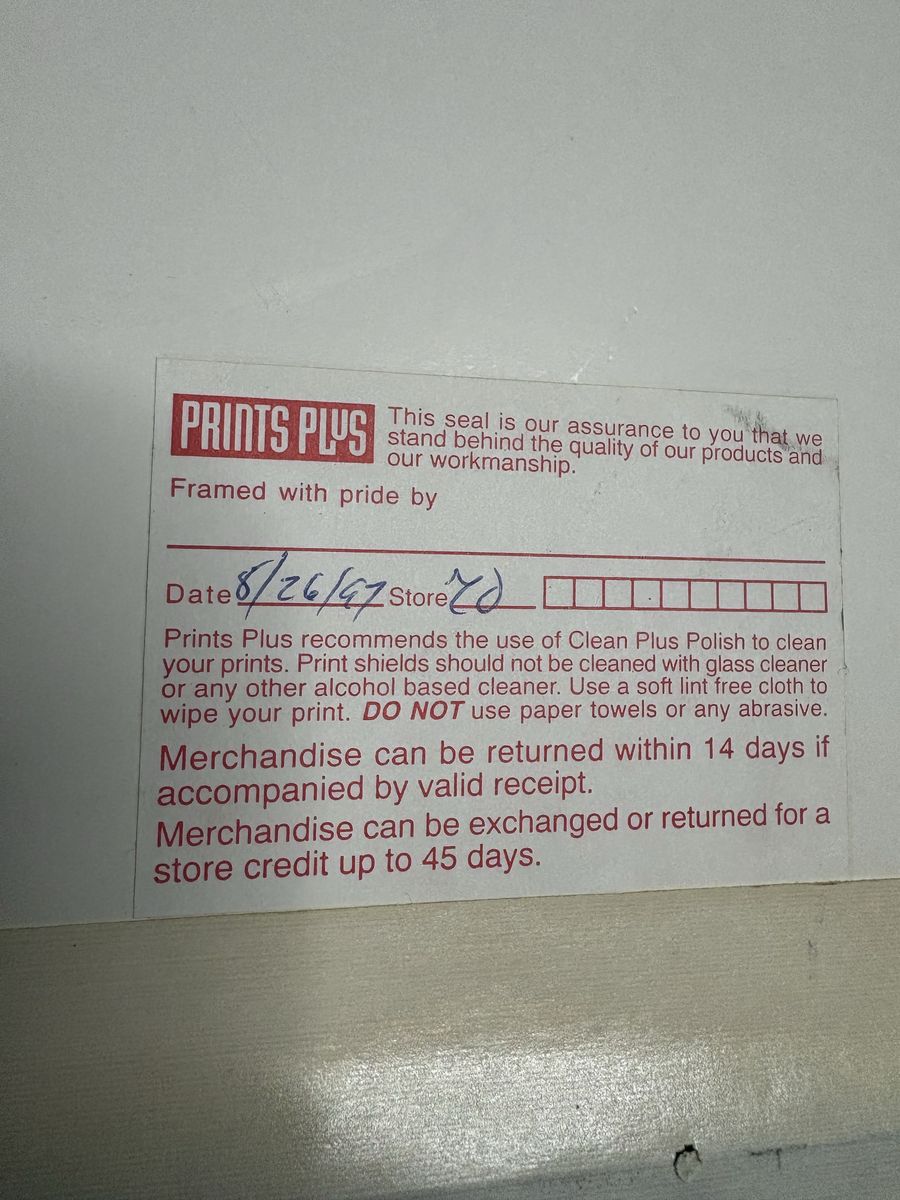 PRINTS PLUS
This seal is our assurance to you that we
stand behind the quality of our products and
our workmanship.
Framed with pride by
Date 8/26/97 Store 70
Prints Plus recommends the use of Clean Plus Polish to clean
your prints. Print shields should not be cleaned with glass cleaner
or any other alcohol based cleaner. Use a soft lint free cloth to
wipe your print. DO NOT use paper towels or any abrasive.
Merchandise can be returned within 14 days if
accompanied by valid receipt.
Merchandise can be exchanged or returned for a
store credit up to 45 days.